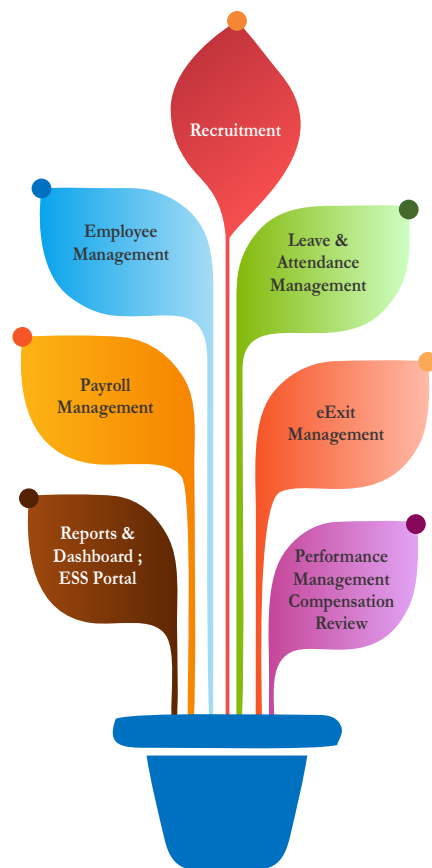 Recruitment
Employee
Management
Leave &
Attendance
Management
Payroll
Management
eExit
Management
Reports &
Dashboard ;
ESS Portal
Performance
Management
Compensation
Review